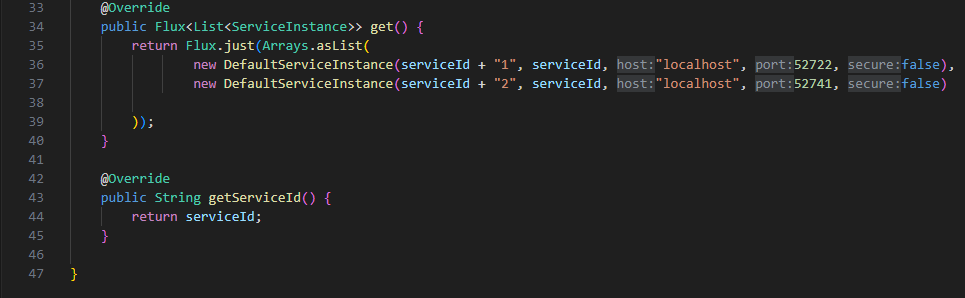 33 @Override
34 public Flux<List<ServiceInstance>> get() {
35 return Flux.just(Arrays.asList(
36 new DefaultServiceInstance(serviceId + "1", serviceId, host:"localhost", port:52722, secure:false),
37 new DefaultServiceInstance(serviceId + "2", serviceId, host:"localhost", port:52741, secure:false)
38
39 ));
40 }
41
42 @Override
43 public String getServiceId() {
44 return serviceId;
45 }
46
47 }